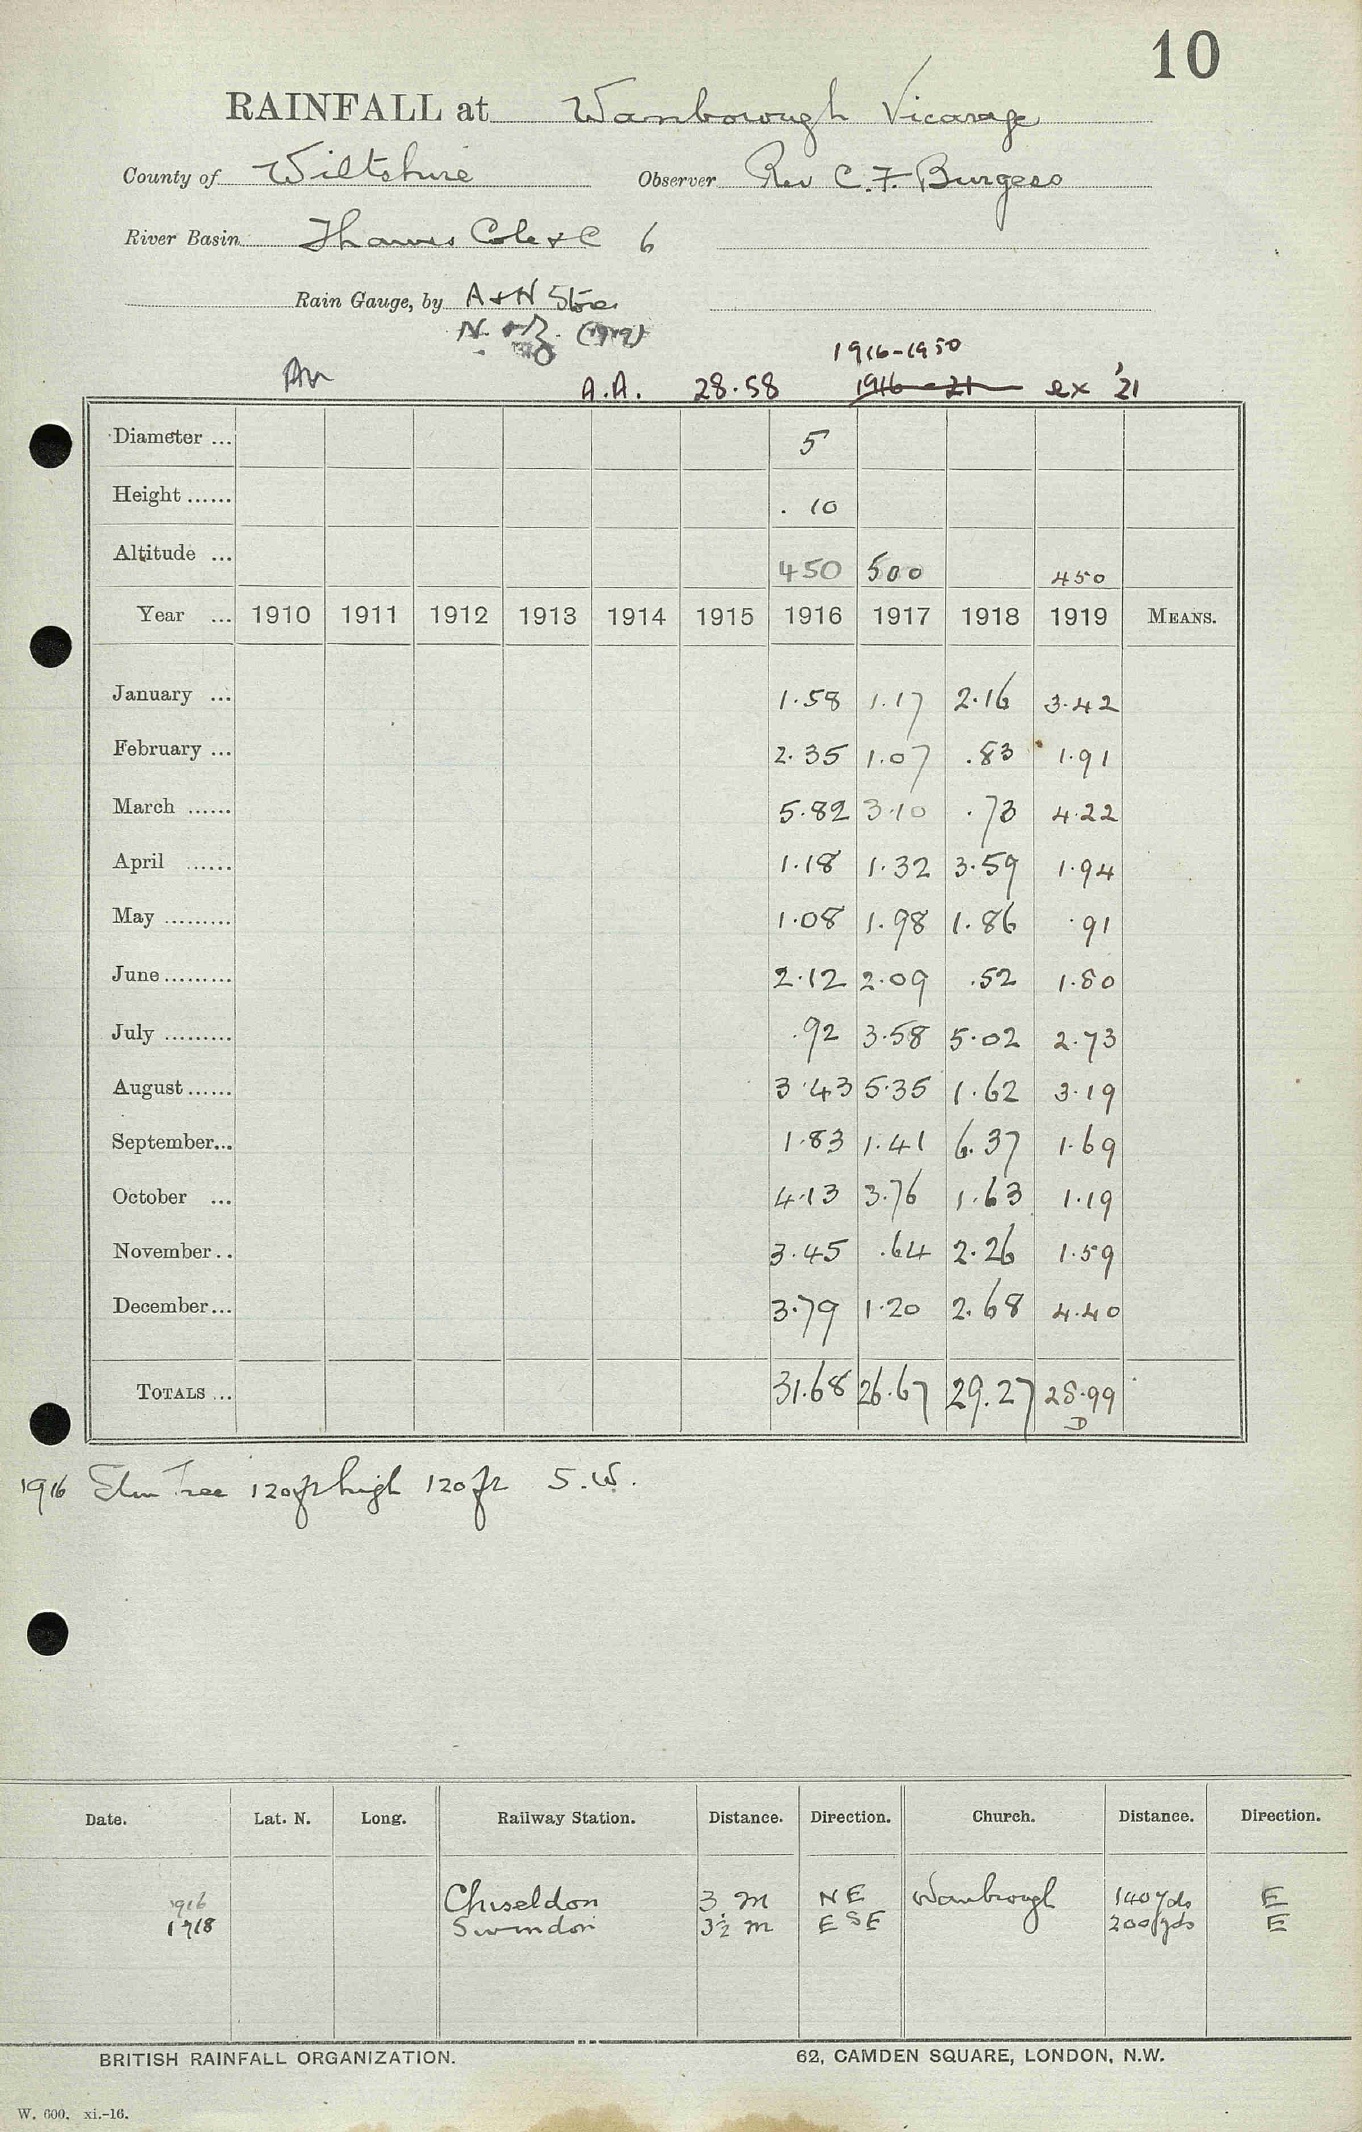 10
RAINFALL at Wanborough Vicarage
County of Wiltshire Observer Rev C. F. Burgess
River Basin Thames Cole &c 6
Rain Gauge, by A & N Stores
N. & Z. (1919)
1916-1950
A.A. 28.58 1916-21 ex '21
Diameter ... 5
Height ...... .10
Altitude ... 450 500 450
Year ... 1910 1911 1912 1913 1914 1915 1916 1917 1918 1919 MEANS.
January ... 1.58 1.17 2.16 3.42
February ... 2.35 1.07 .83 1.91
March ...... 5.82 3.10 .73 4.22
April ...... 1.18 1.32 3.59 1.94
May ......... 1.08 1.98 1.86 .91
June ......... 2.12 2.09 .52 1.80
July ......... .92 3.58 5.02 2.73
August ...... 3.43 5.35 1.62 3.19
September... 1.83 1.41 6.37 1.69
October ... 4.13 3.76 1.63 1.19
November .. 3.45 .64 2.26 1.59
December... 3.79 1.20 2.68 4.40
TOTALS ... 31.68 26.67 29.27 28.99
D
1916 Elm Tree 120ft high 120ft S.W.
Date. Lat. N. Long. Railway Station. Distance. Direction. Church. Distance. Direction.
1916 Chiseldon 3 m NE Wanbrough 140 yds E
1918 Swindon 3½ m ESE 200 yds E
BRITISH RAINFALL ORGANIZATION. 62, CAMDEN SQUARE, LONDON, N.W.
W. 600. xi.-16.